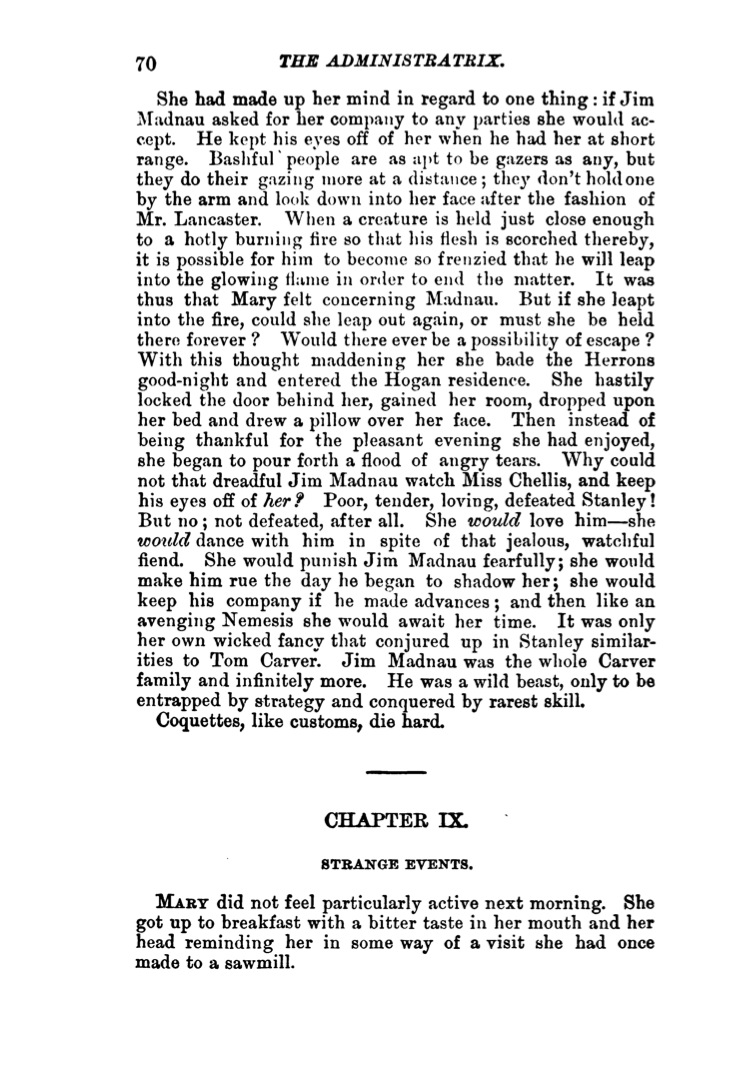 70 THE ADMINISTRATRIX.
She had made up her mind in regard to one thing: if Jim
Madnau asked for her company to any parties she would ac-
cept. He kept his eyes off of her when he had her at short
range. Bashful people are as apt to be gazers as any, but
they do their gazing more at a distance; they don't hold one
by the arm and look down into her face after the fashion of
Mr. Lancaster. When a creature is held just close enough
to a hotly burning fire so that his flesh is scorched thereby,
it is possible for him to become so frenzied that he will leap
into the glowing flame in order to end the matter. It was
thus that Mary felt concerning Madnau. But if she leapt
into the fire, could she leap out again, or must she be held
there forever? Would there ever be a possibility of escape?
With this thought maddening her she bade the Herrons
good-night and entered the Hogan residence. She hastily
locked the door behind her, gained her room, dropped upon
her bed and drew a pillow over her face. Then instead of
being thankful for the pleasant evening she had enjoyed,
she began to pour forth a flood of angry tears. Why could
not that dreadful Jim Madnau watch Miss Chellis, and keep
his eyes off of her? Poor, tender, loving, defeated Stanley!
But no; not defeated, after all. She would love him—she
would dance with him in spite of that jealous, watchful
fiend. She would punish Jim Madnau fearfully; she would
make him rue the day he began to shadow her; she would
keep his company if he made advances; and then like an
avenging Nemesis she would await her time. It was only
her own wicked fancy that conjured up in Stanley similar-
ities to Tom Carver. Jim Madnau was the whole Carver
family and infinitely more. He was a wild beast, only to be
entrapped by strategy and conquered by rarest skill.
Coquettes, like customs, die hard.
CHAPTER IX.
STRANGE EVENTS.
MARY did not feel particularly active next morning. She
got up to breakfast with a bitter taste in her mouth and her
head reminding her in some way of a visit she had once
made to a sawmill.